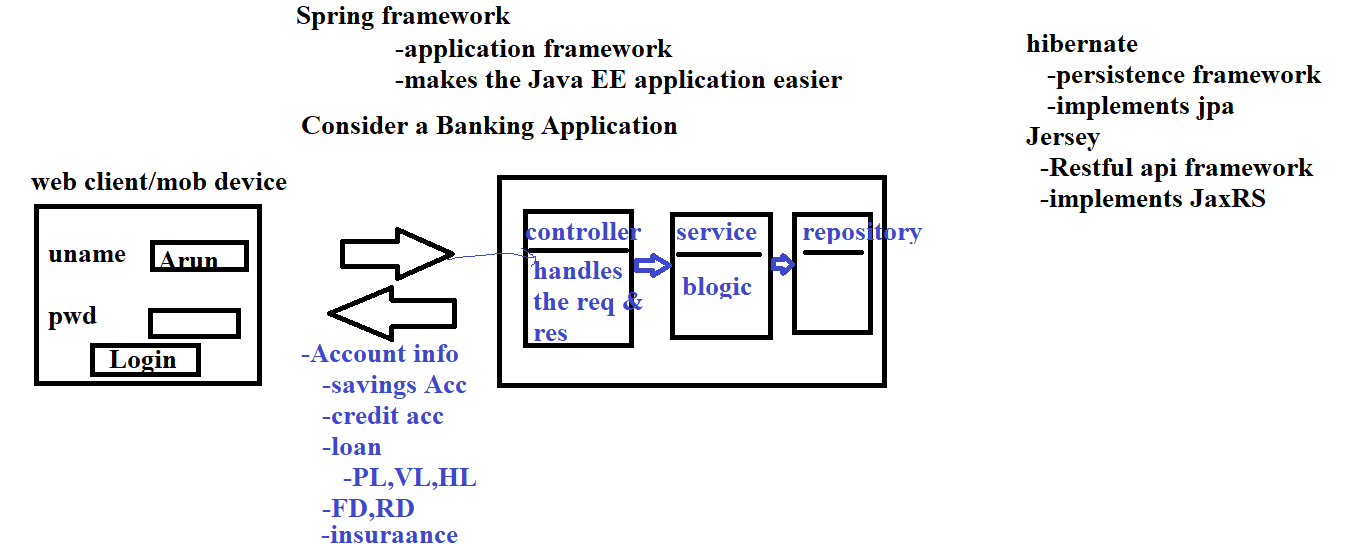 Spring framework
-application framework
-makes the Java EE application easier
Consider a Banking Application
hibernate
-persistence framework
-implements jpa
Jersey
-Restful api framework
-implements JaxRS
web client/mob device
uname
Arun
pwd
Login
controller
handles
the req &
res
service
blogic
repository
-Account info
-savings Acc
-credit acc
-loan
-PL,VL,HL
-FD,RD
-insuraance